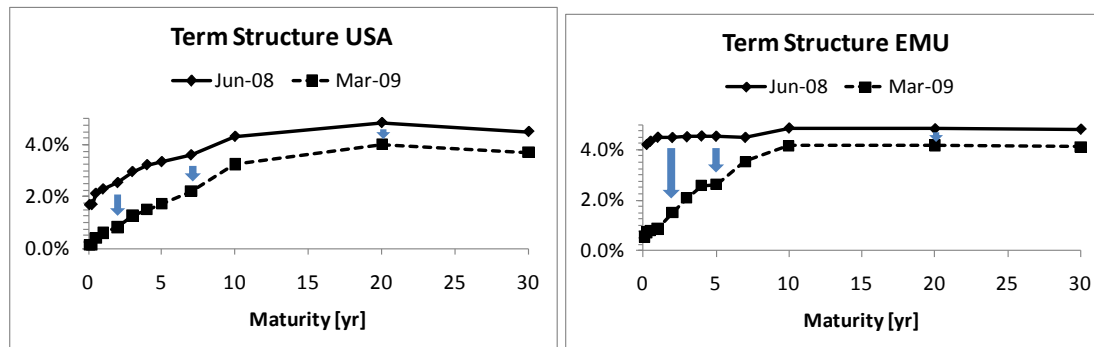 Term Structure USA
Jun-08 Mar-09
4.0%
2.0%
0.0%
0 5 10 15 20 25 30
Maturity [yr]
Term Structure EMU
Jun-08 Mar-09
4.0%
2.0%
0.0%
0 5 10 15 20 25 30
Maturity [yr]